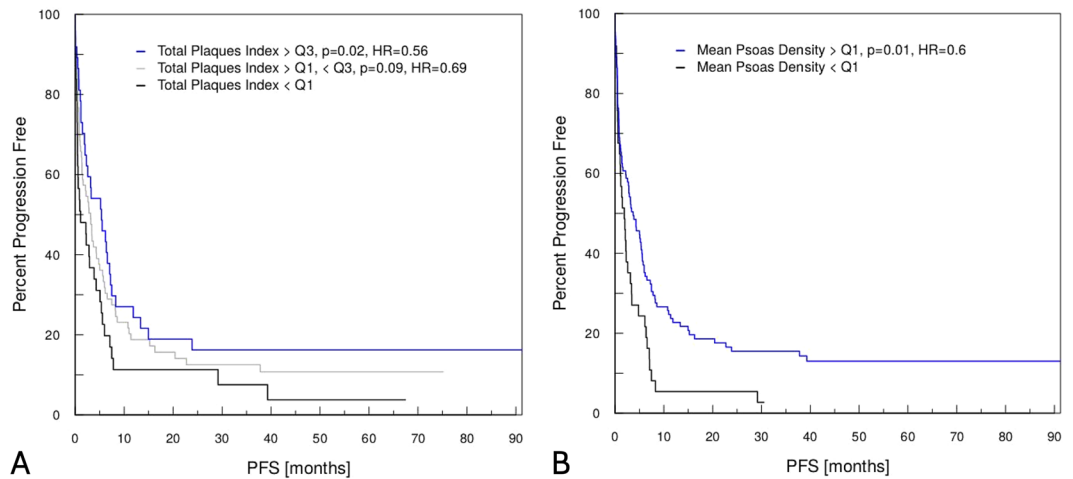 100
80
60
40
20
0
Percent Progression Free
Total Plaques Index > Q3, p=0.02, HR=0.56
Total Plaques Index > Q1, < Q3, p=0.09, HR=0.69
Total Plaques Index < Q1
0 10 20 30 40 50 60 70 80 90
PFS [months]
A
100
80
60
40
20
0
Percent Progression Free
Mean Psoas Density > Q1, p=0.01, HR=0.6
Mean Psoas Density < Q1
0 10 20 30 40 50 60 70 80 90
PFS [months]
B